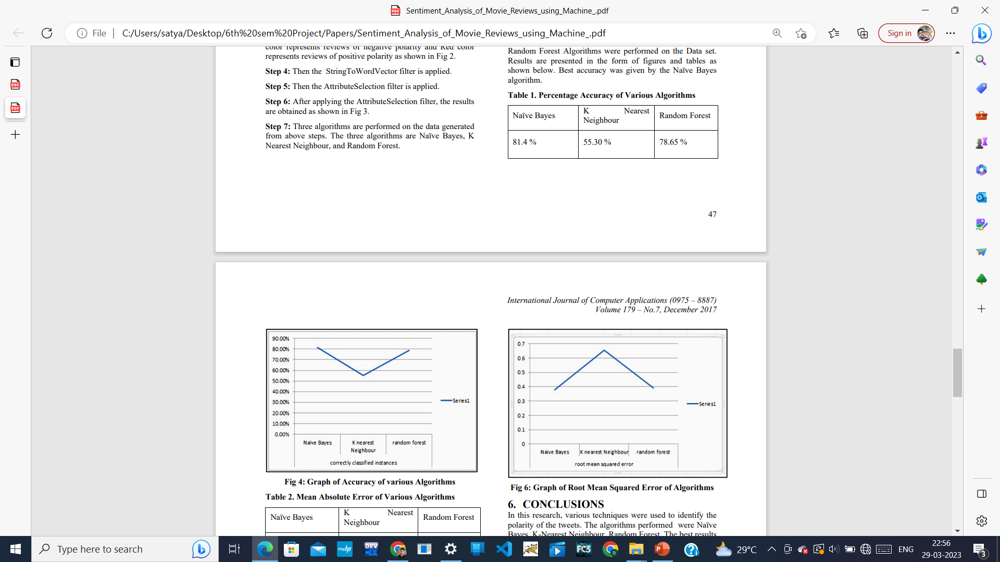 Sentiment_Analysis_of_Movie_Reviews_using_Machine_.pdf
File
C:/Users/satya/Desktop/6th%20sem%20Project/Papers/Sentiment_Analysis_of_Movie_Reviews_using_Machine_.pdf
Sign in
color represents reviews of negative polarity and Red color
represents reviews of positive polarity as shown in Fig 2.
Step 4: Then the StringToWordVector filter is applied.
Step 5: Then the AttributeSelection filter is applied.
Step 6: After applying the AttributeSelection filter, the results
are obtained as shown in Fig 3.
Step 7: Three algorithms are performed on the data generated
from above steps. The three algorithms are Naïve Bayes, K
Nearest Neighbour, and Random Forest.
Random Forest Algorithms were performed on the Data set.
Results are presented in the form of figures and tables as
shown below. Best accuracy was given by the Naïve Bayes
algorithm.
Table 1. Percentage Accuracy of Various Algorithms
Naïve Bayes
K Nearest
Neighbour
Random Forest
81.4 %
55.30 %
78.65 %
47
International Journal of Computer Applications (0975 – 8887)
Volume 179 – No.7, December 2017
90.00%
80.00%
70.00%
60.00%
50.00%
40.00%
30.00%
20.00%
10.00%
0.00%
Naïve Bayes
K nearest
Neighbour
random forest
correctly classified instances
Series1
Fig 4: Graph of Accuracy of various Algorithms
Table 2. Mean Absolute Error of Various Algorithms
Naïve Bayes
K Nearest
Neighbour
Random Forest
0.7
0.6
0.5
0.4
0.3
0.2
0.1
0
Naïve Bayes
K nearest Neighbour
random forest
root mean squared error
Series1
Fig 6: Graph of Root Mean Squared Error of Algorithms
6. CONCLUSIONS
In this research, various techniques were used to identify the
polarity of the tweets. The algorithms performed were Naïve
Bayes, K-Nearest Neighbour, Random Forest. The best results
Type here to search
myhp
DEV
FC3
29°C
ENG
22:56
29-03-2023
3